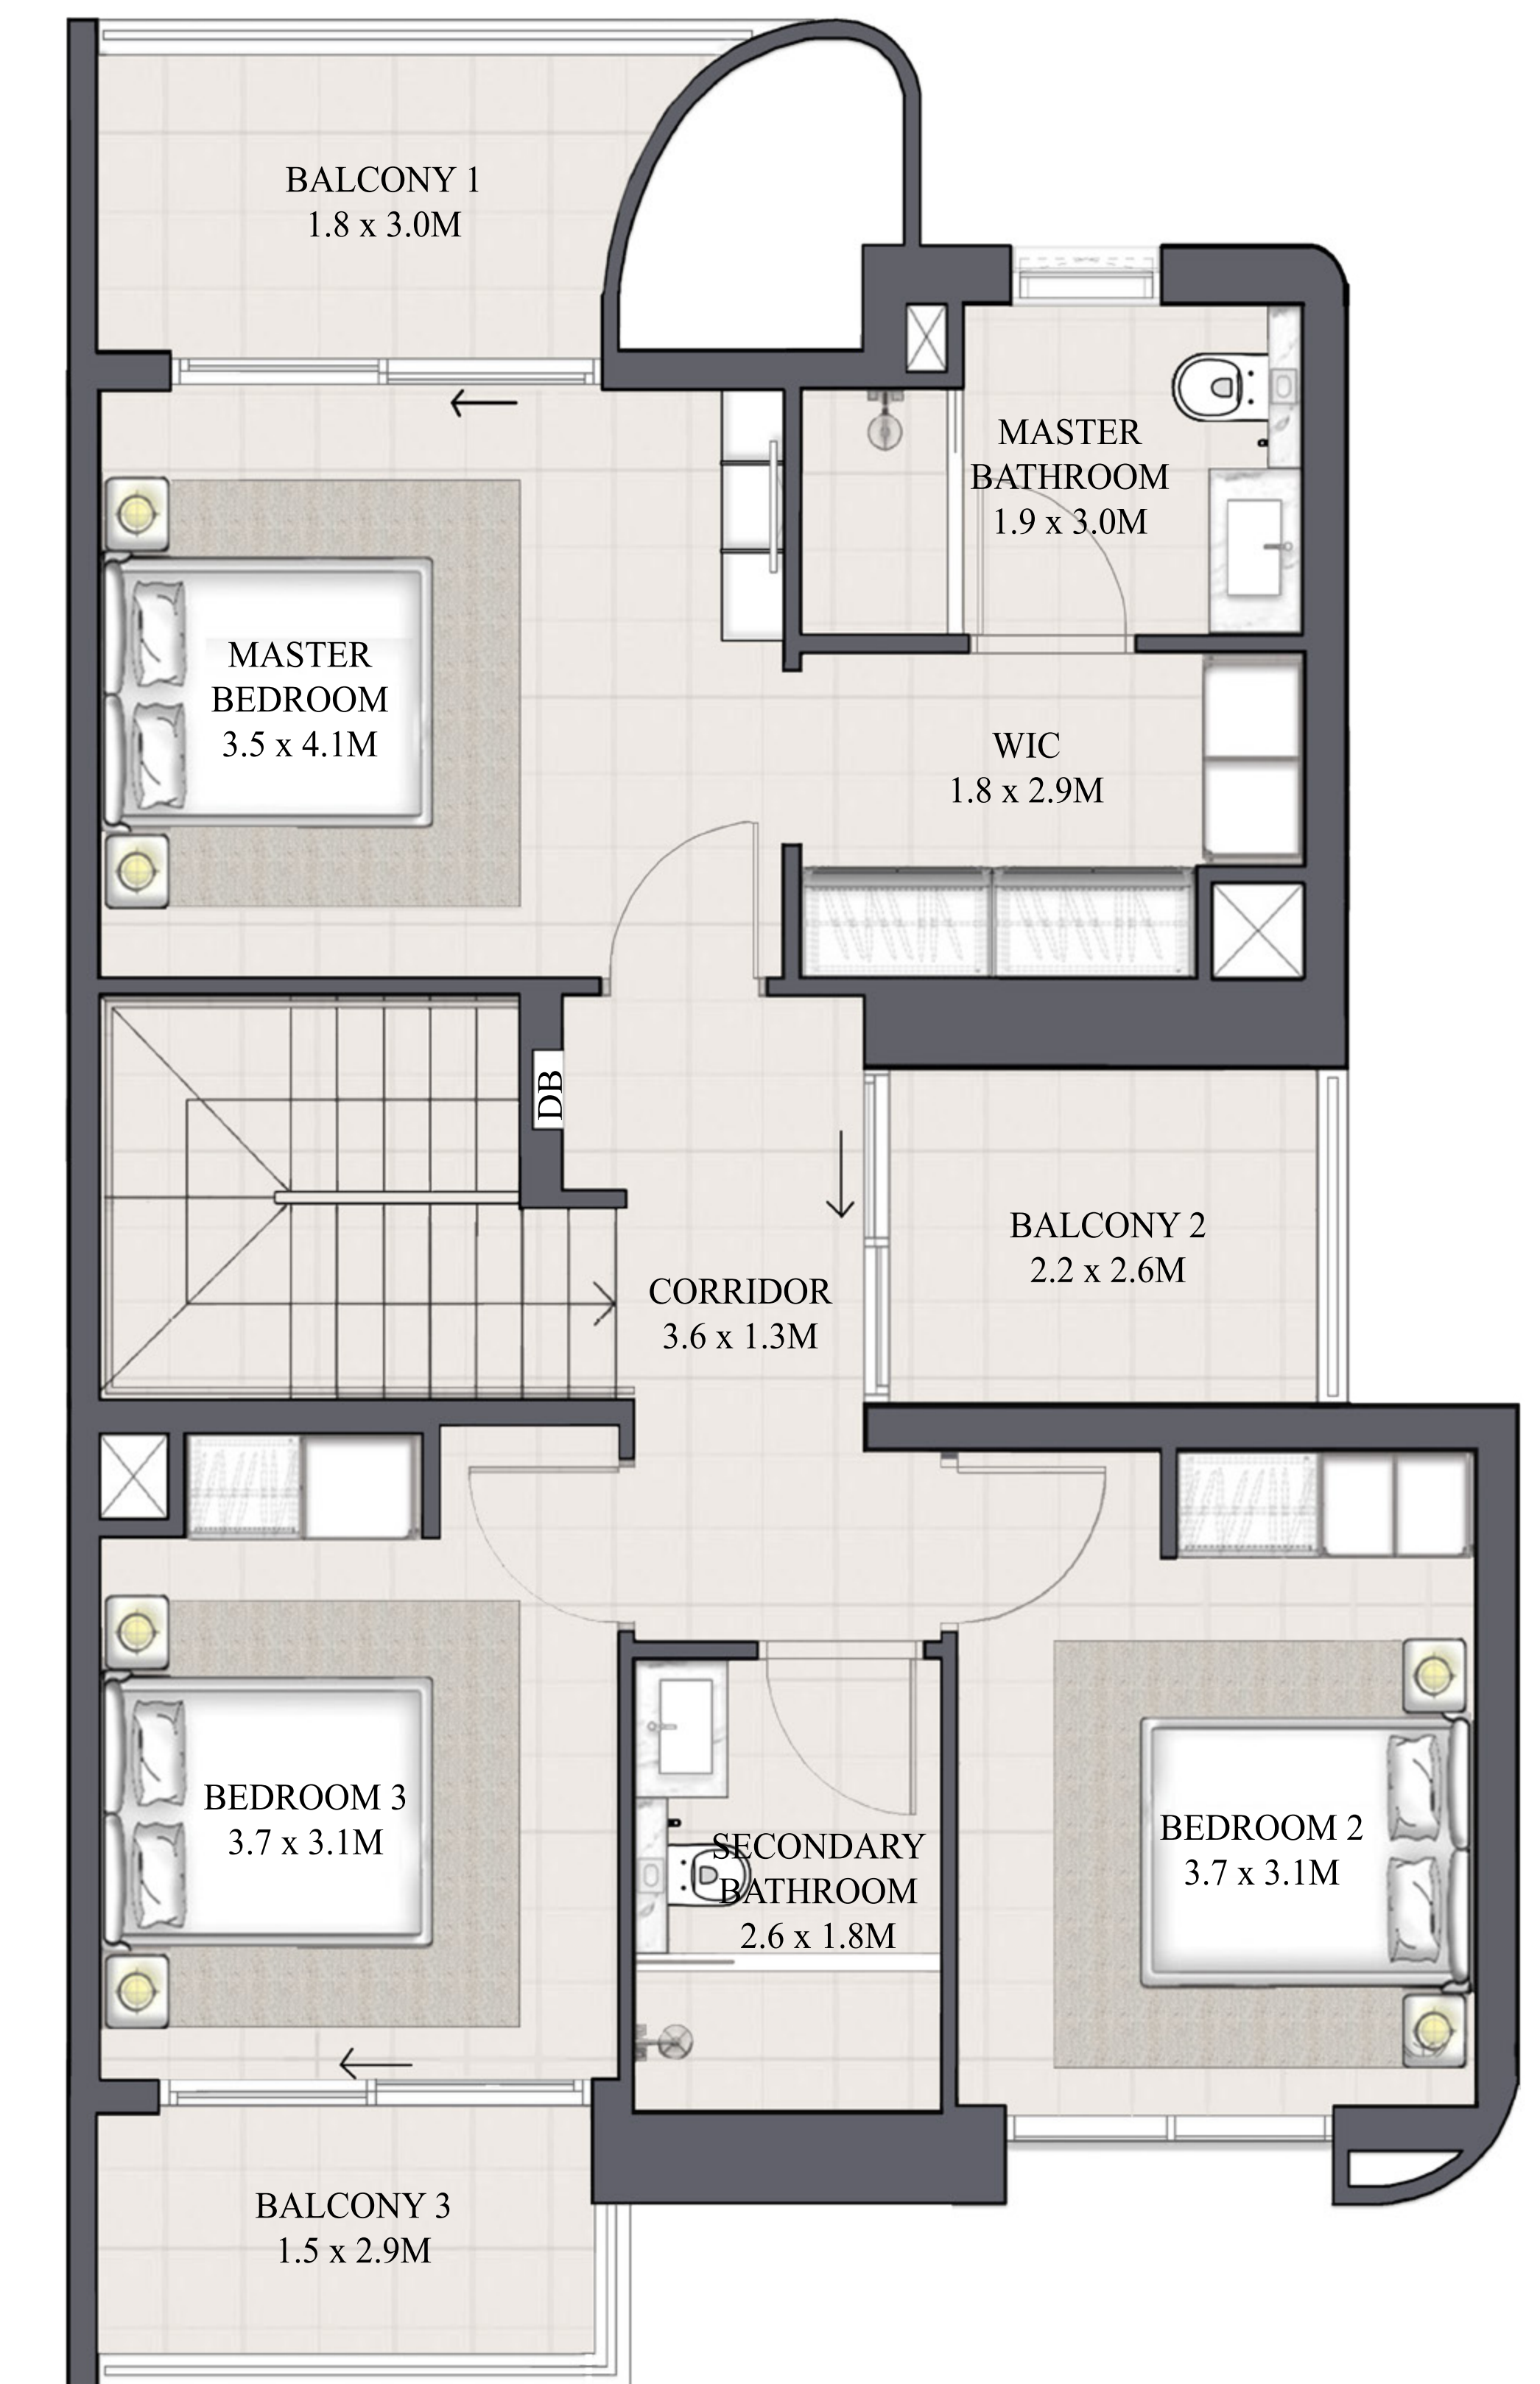 BALCONY 1
1.8 x 3.0M
MASTER
BATHROOM
1.9 x 3.0M
MASTER
BEDROOM
3.5 x 4.1M
WIC
1.8 x 2.9M
DB
BALCONY 2
2.2 x 2.6M
CORRIDOR
3.6 x 1.3M
BEDROOM 3
3.7 x 3.1M
SECONDARY
BATHROOM
2.6 x 1.8M
BEDROOM 2
3.7 x 3.1M
BALCONY 3
1.5 x 2.9M